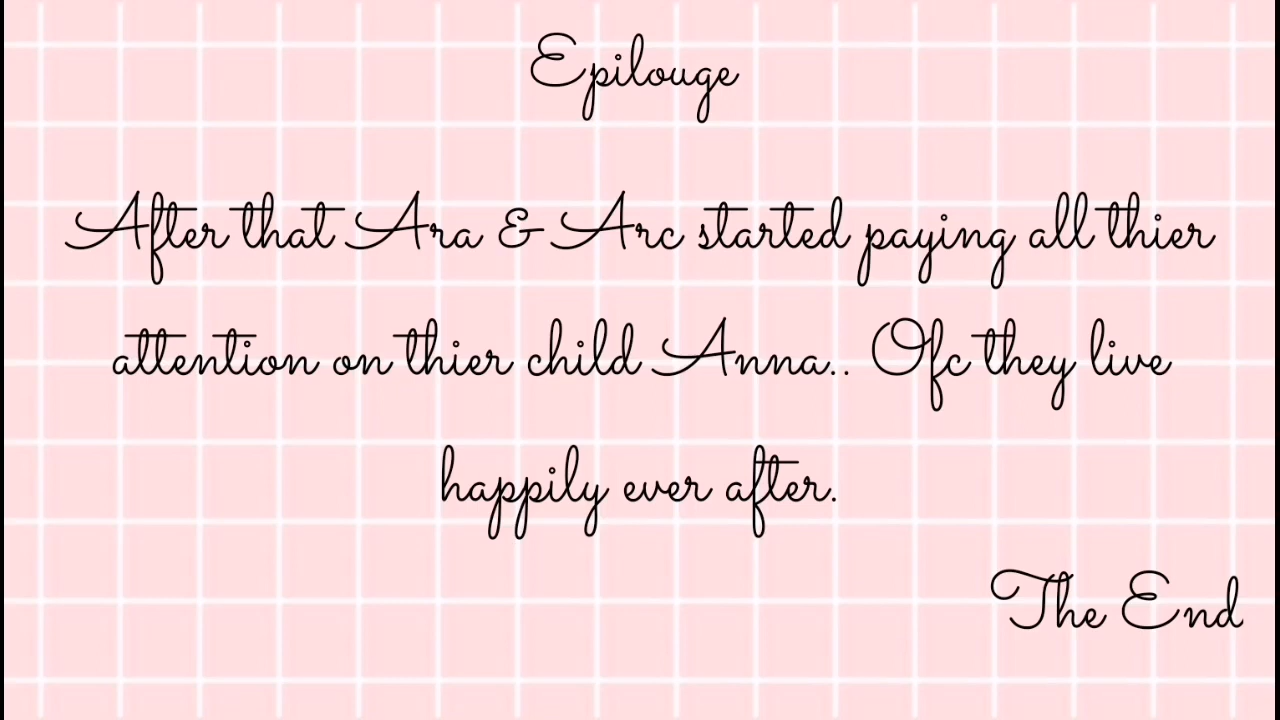 Epilouge
After that Ara & Arc started paying all thier
attention on thier child Anna.. Ofc they live
happily ever after.
The End